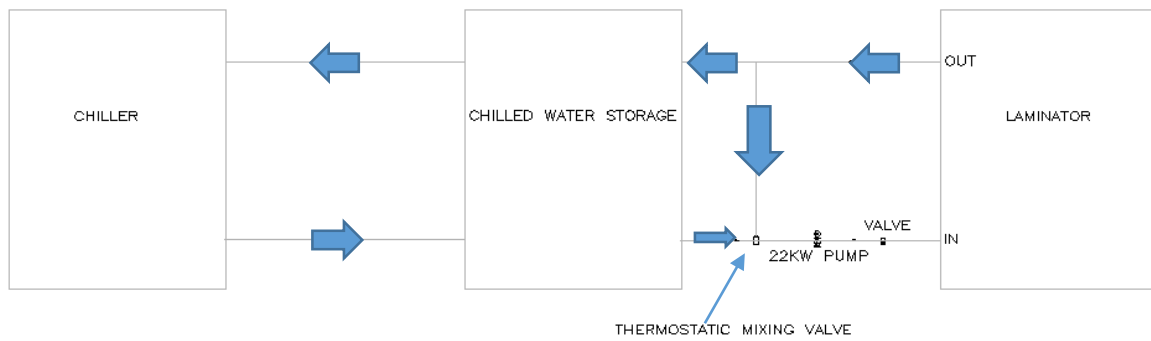 OUT
CHILLER
CHILLED WATER STORAGE
LAMINATOR
VALVE
IN
22KW PUMP
THERMOSTATIC MIXING VALVE